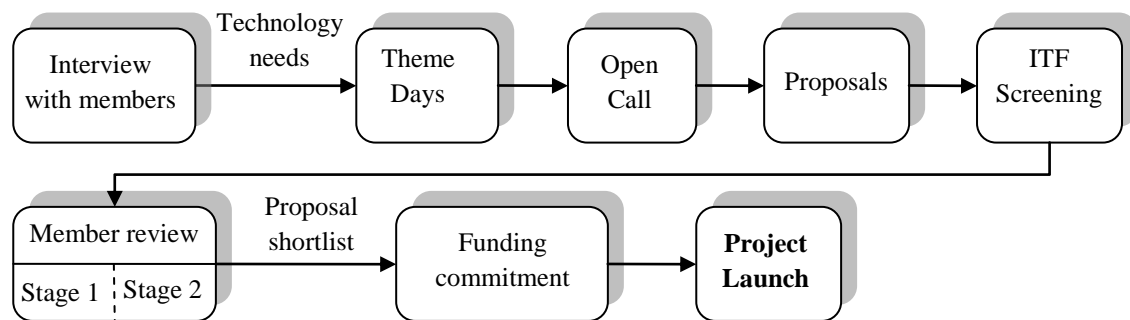 Interview
with members
Technology
needs
Theme
Days
Open
Call
Proposals
ITF
Screening
Member review
Stage 1
Stage 2
Proposal
shortlist
Funding
commitment
Project
Launch